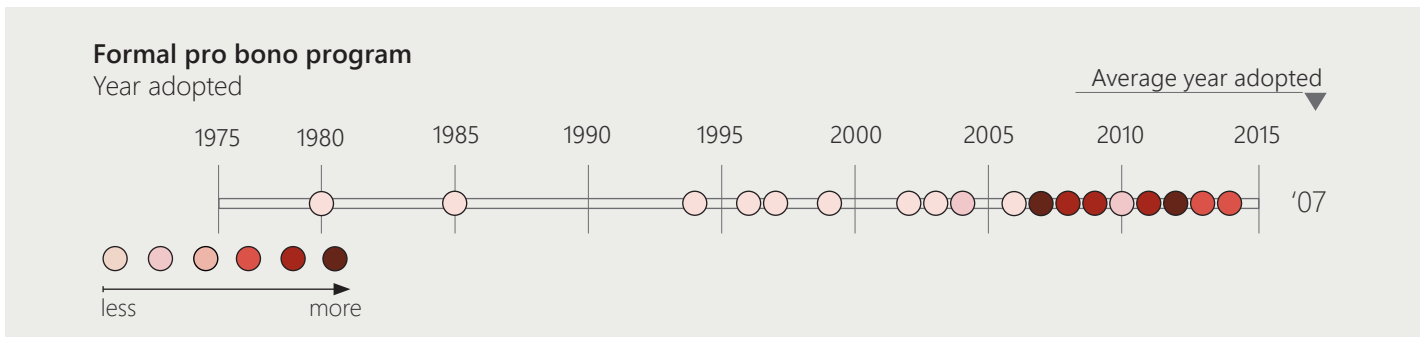 Formal pro bono program
Year adopted
Average year adopted
1975 1980 1985 1990 1995 2000 2005 2010 2015
‘07
less more